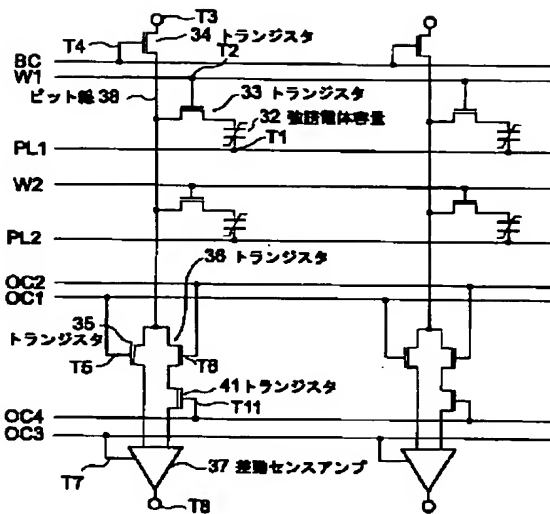 T3
34 トランジスタ
T4
T2
BC
W1
ビット線 38
33 トランジスタ
32 強誘電体容量
PL1
T1
W2
PL2
36 トランジスタ
OC2
OC1
35
トランジスタ
T5
T6
41 トランジスタ
T11
OC4
OC3
T7
37 差動センスアンプ
T8